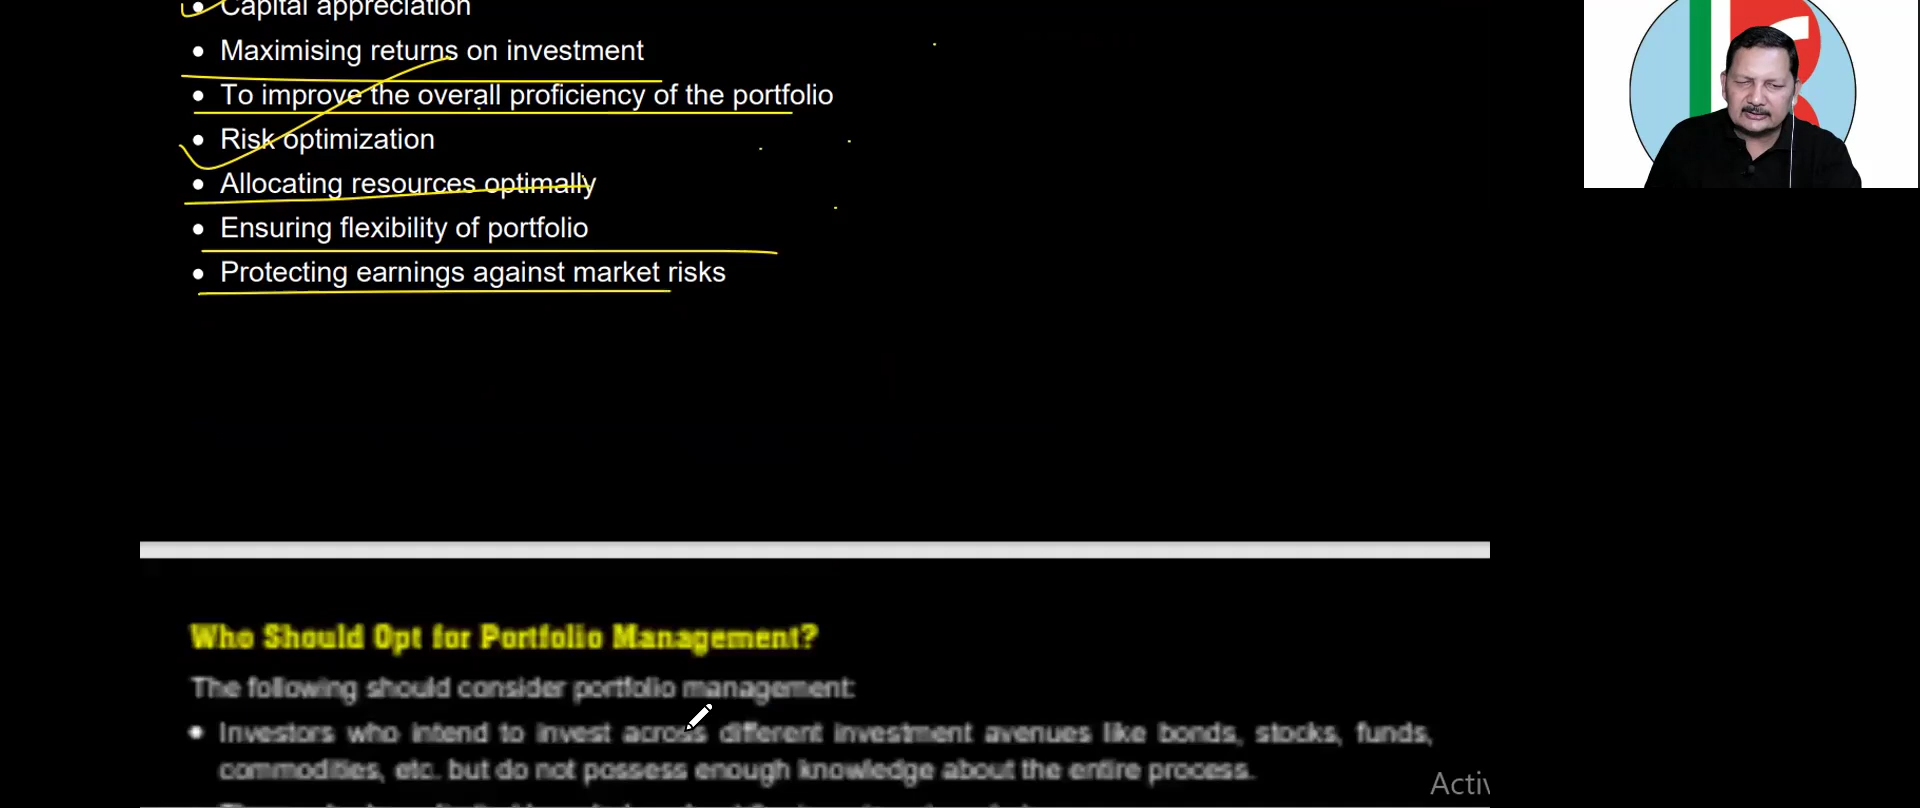 Capital appreciation
Maximising returns on investment
To improve the overall proficiency of the portfolio
Risk optimization
Allocating resources optimally
Ensuring flexibility of portfolio
Protecting earnings against market risks
Who Should Opt for Portfolio Management?
The following should consider portfolio management:
Investors who intend to invest across different investment avenues like bonds, stocks, funds,
commodities, etc. but do not possess enough knowledge about the entire process.
Activ